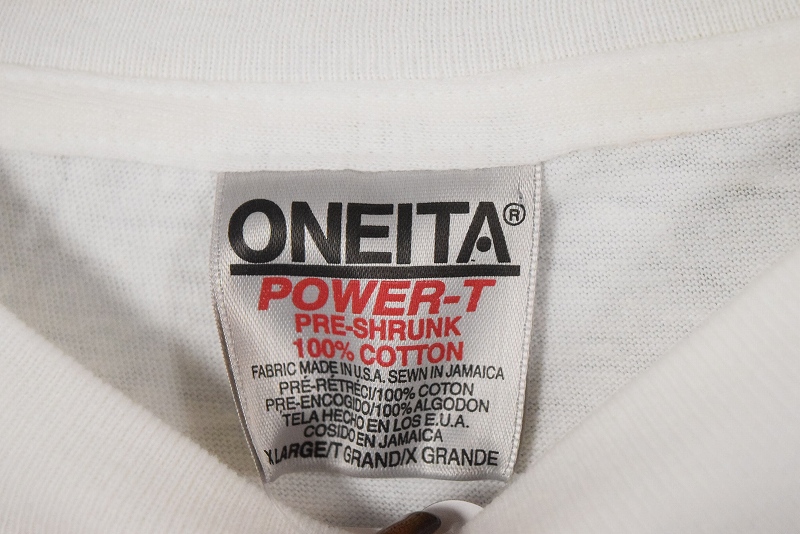 ONEITA®
POWER-T
PRE-SHRUNK
100% COTTON
FABRIC MADE IN U.S.A. SEWN IN JAMAICA
PRÉ-RÉTRÉCI/100% COTON
PRE-ENCOGIDO/100% ALGODON
TELA HECHO EN LOS E.U.A.
COSIDO EN JAMAICA
X LARGE/T GRAND/X GRANDE